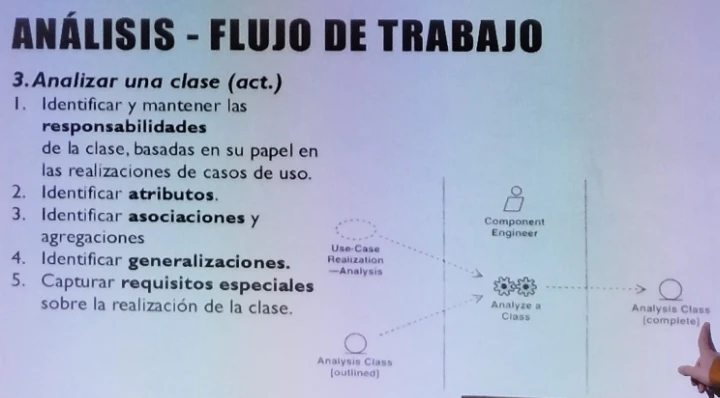 ANÁLISIS - FLUJO DE TRABAJO
3. Analizar una clase (act.)
1. Identificar y mantener las
responsabilidades
de la clase, basadas en su papel en
las realizaciones de casos de uso.
2. Identificar atributos.
3. Identificar asociaciones y
agregaciones
4. Identificar generalizaciones.
5. Capturar requisitos especiales
sobre la realización de la clase.
Use-Case
Realization
—Analysis
Analysis Class
[outlined]
Component
Engineer
Analyze a
Class
Analysis Class
[complete]